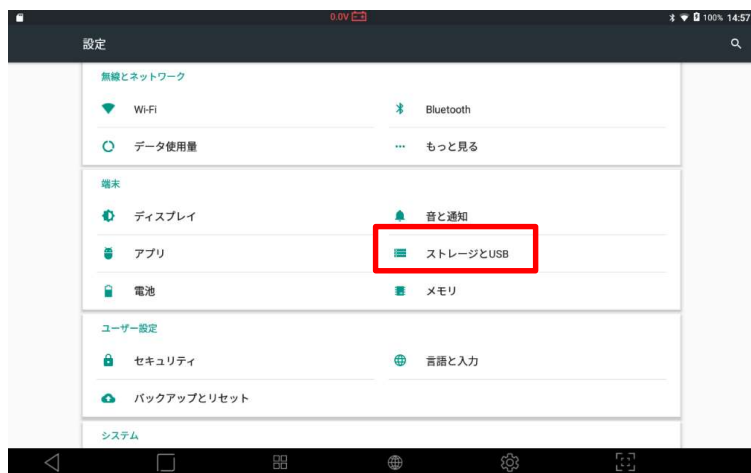 0.0V
100% 14:57
設定
無線とネットワーク
Wi-Fi
Bluetooth
データ使用量
もっと見る
端末
ディスプレイ
音と通知
アプリ
ストレージとUSB
電池
メモリ
ユーザー設定
セキュリティ
言語と入力
バックアップとリセット
システム